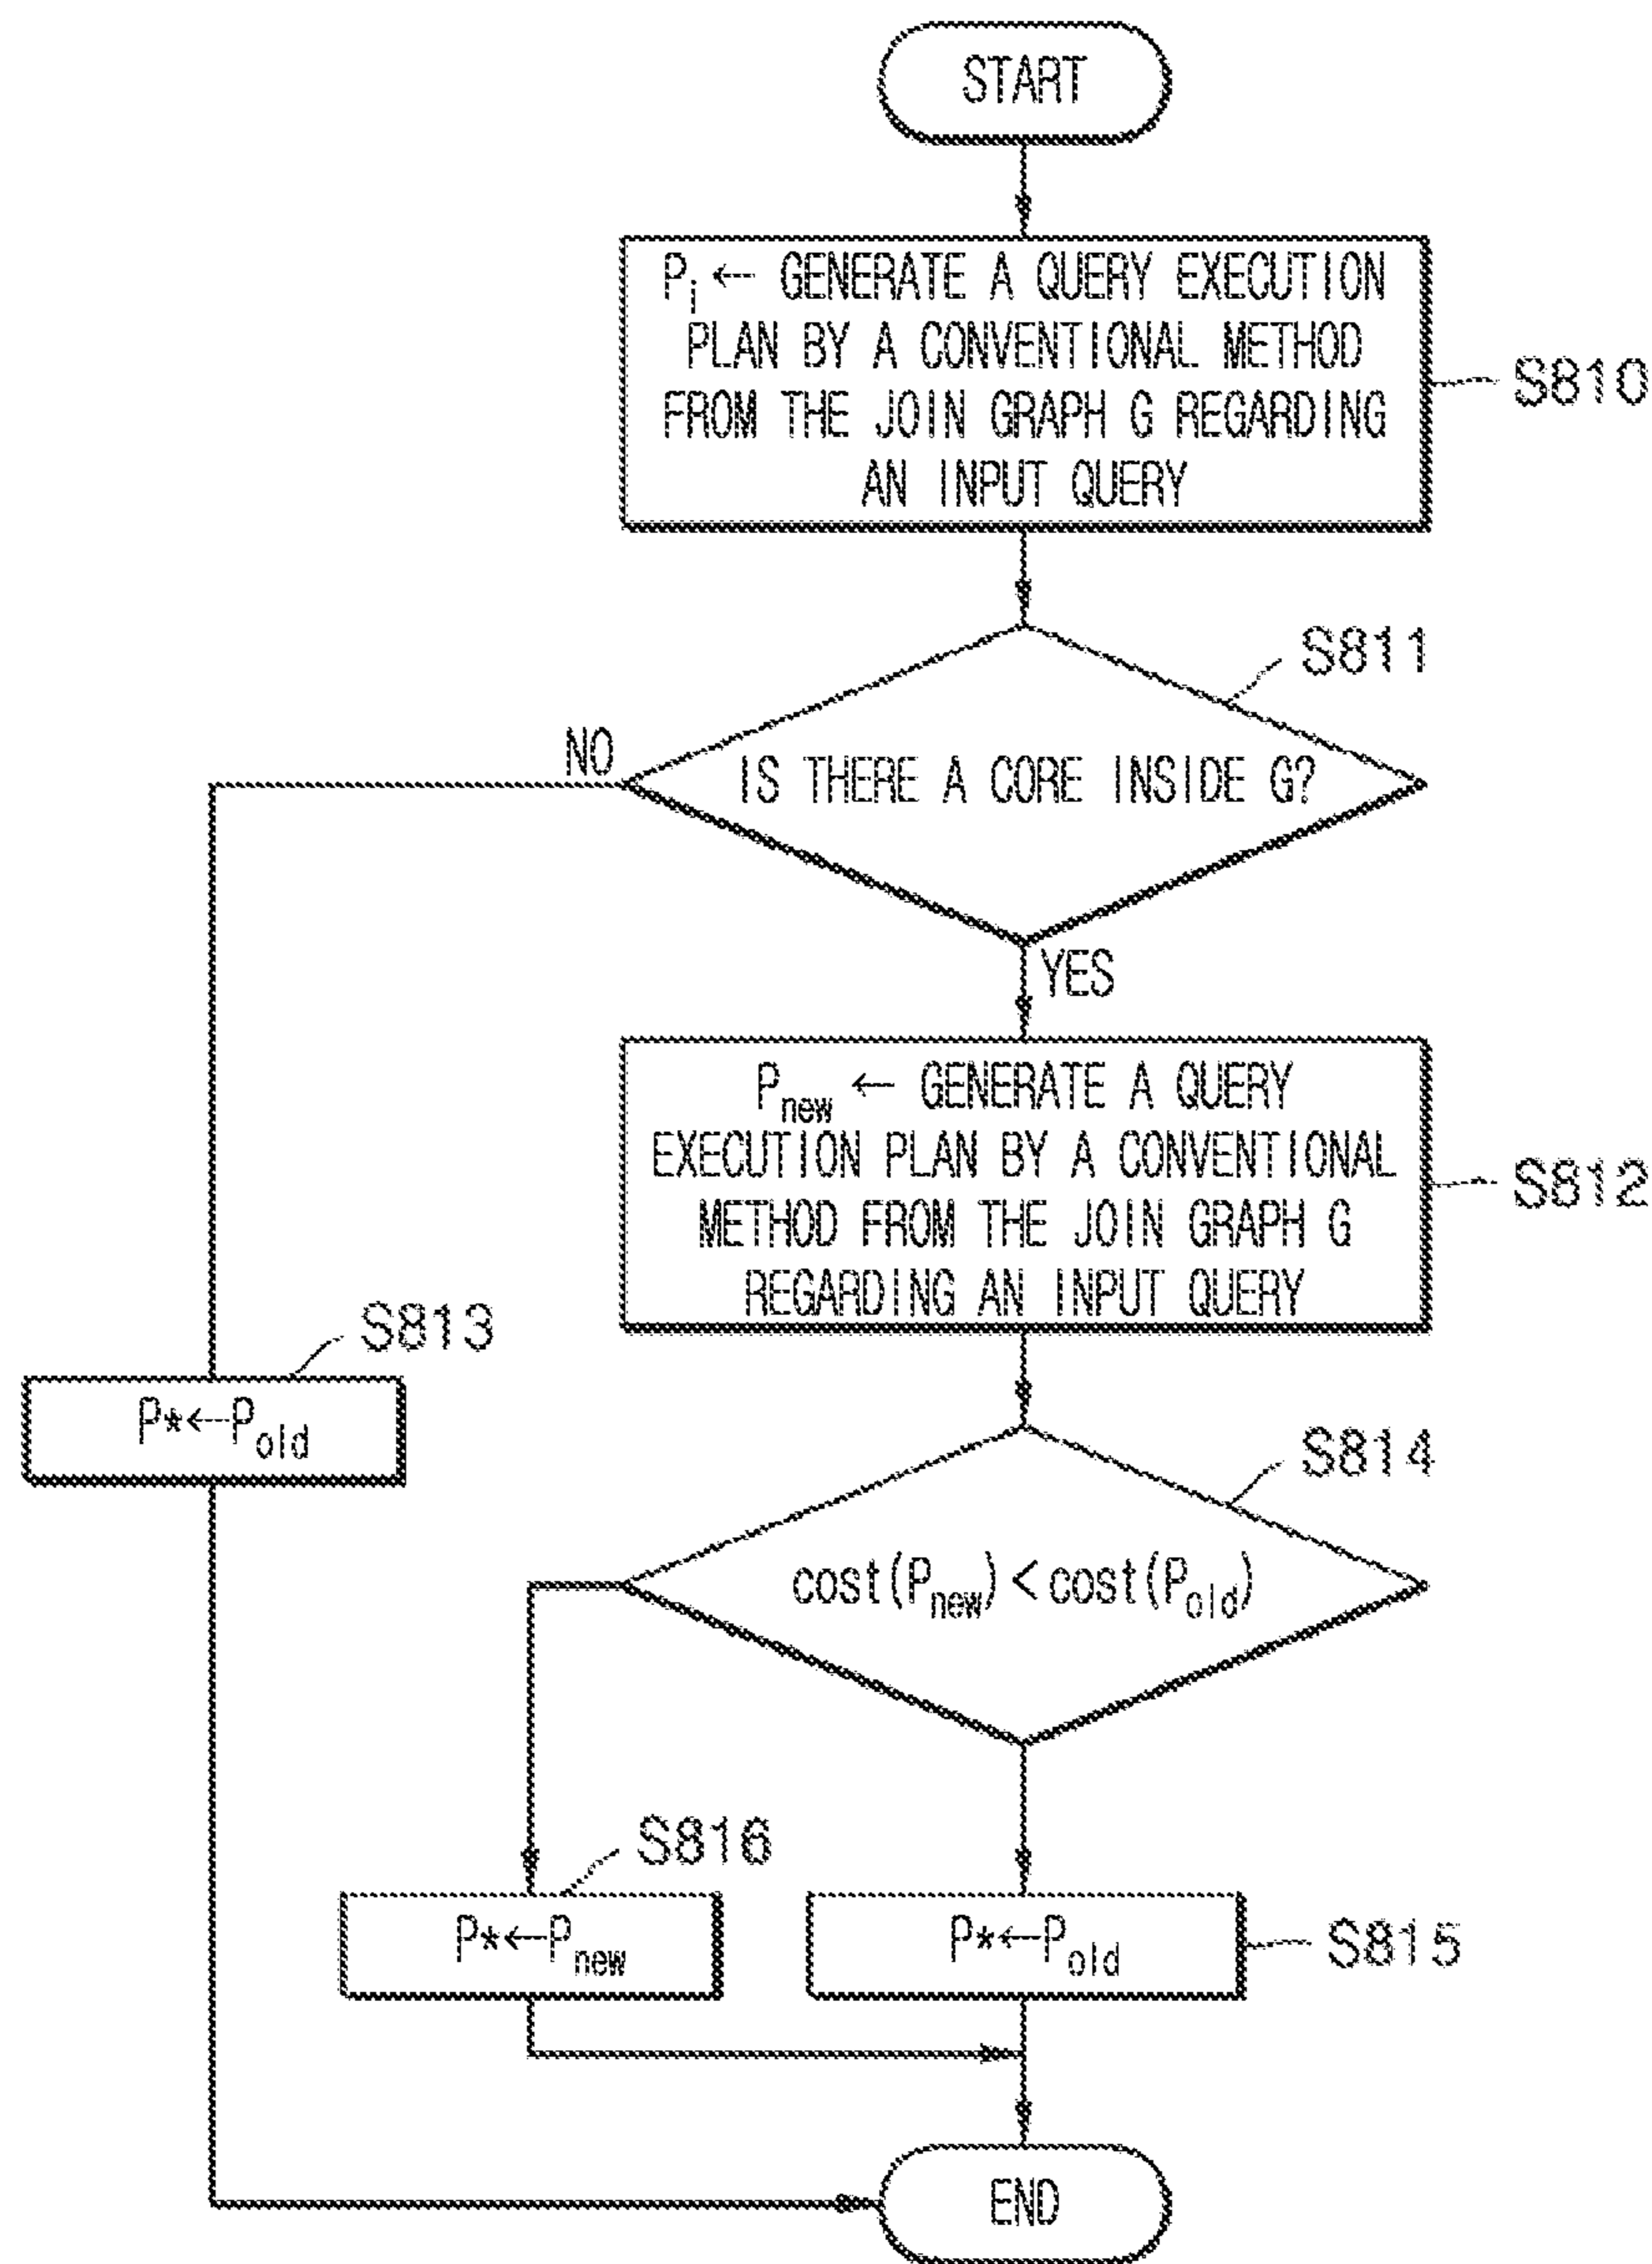 START
Pi ← GENERATE A QUERY EXECUTION
PLAN BY A CONVENTIONAL METHOD
FROM THE JOIN GRAPH G REGARDING
AN INPUT QUERY
S810
S811
NO
IS THERE A CORE INSIDE G?
YES
Pnew ← GENERATE A QUERY
EXECUTION PLAN BY A CONVENTIONAL
METHOD FROM THE JOIN GRAPH G
REGARDING AN INPUT QUERY
S812
S813
P*←Pold
S814
cost(Pnew)<cost(Pold)
S816
P*←Pnew
P*←Pold
S815
END